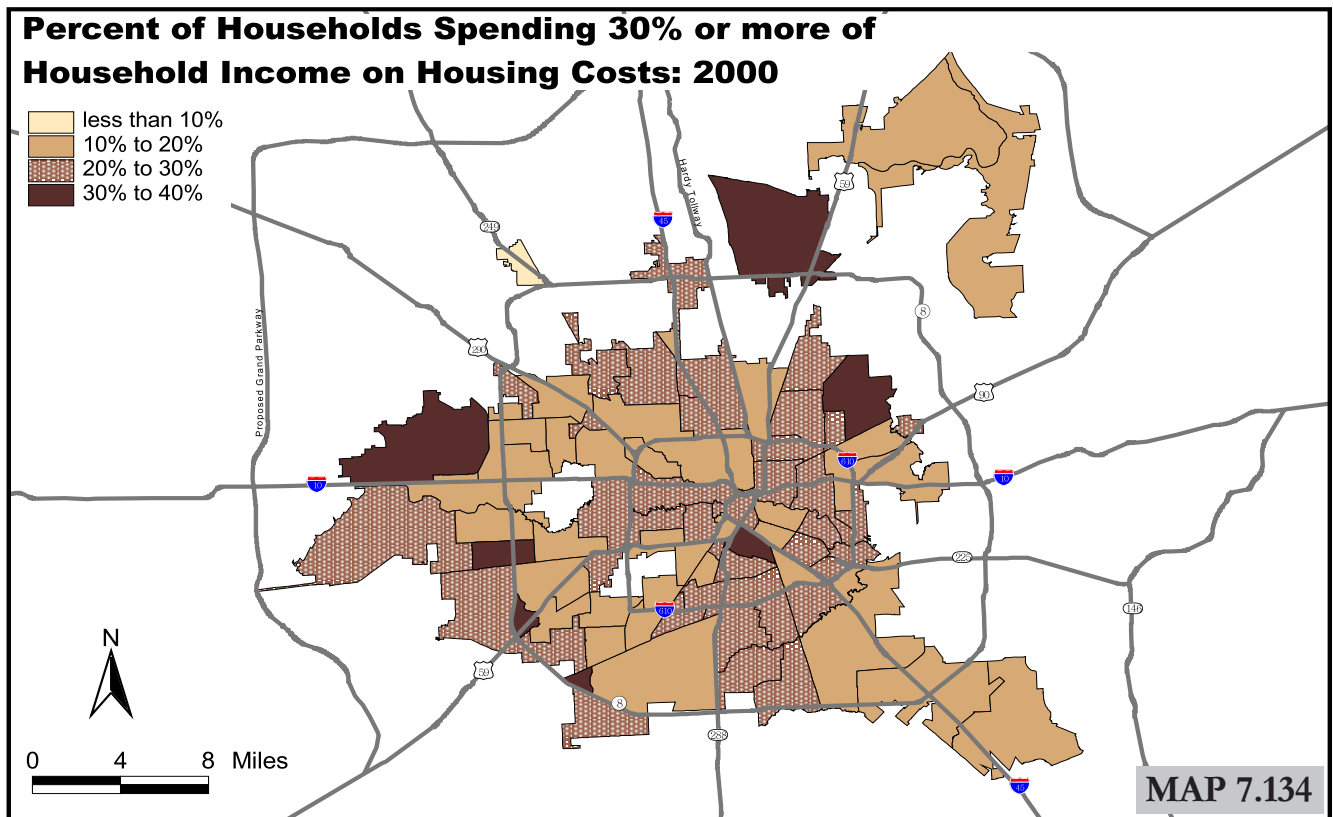 Percent of Households Spending 30% or more of
Household Income on Housing Costs: 2000
less than 10%
10% to 20%
20% to 30%
30% to 40%
Hardy Tollway
59
45
249
8
Proposed Grand Parkway
290
90
610
10
10
225
146
610
N
59
8
288
0 4 8 Miles
45
MAP 7.134